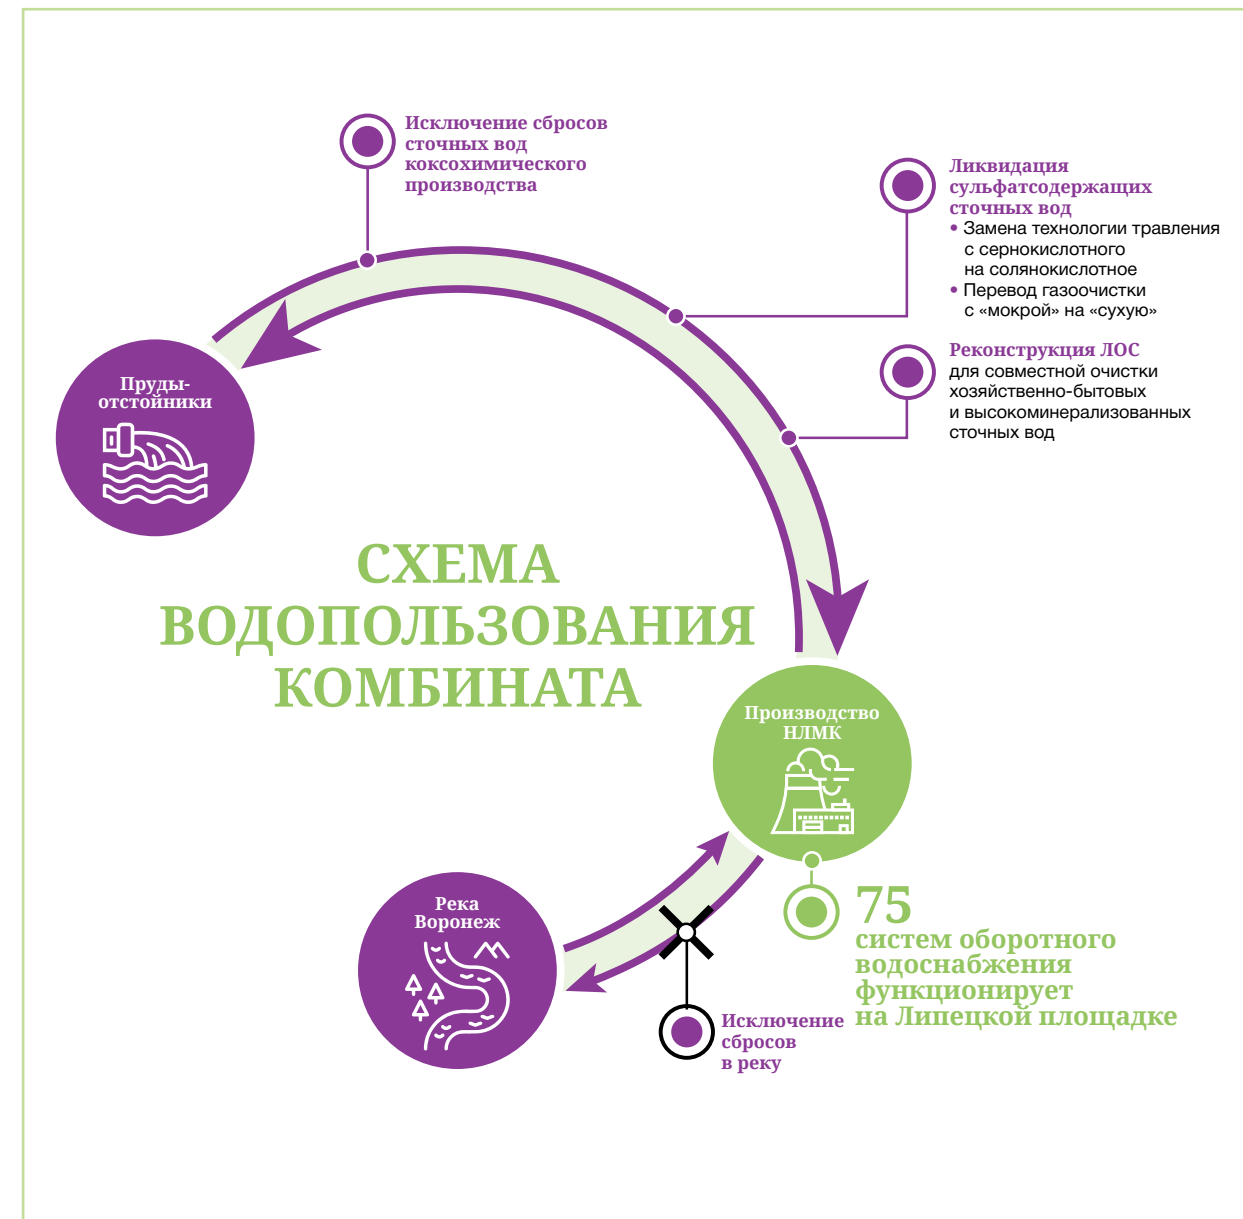 Исключение сбросов
сточных вод
коксохимического
производства
Ликвидация
сульфатсодержащих
сточных вод
• Замена технологии травления
с сернокислотного
на солянокислотное
• Перевод газоочистки
с «мокрой» на «сухую»
Реконструкция ЛОС
для совместной очистки
хозяйственно-бытовых
и высокоминерализованных
сточных вод
Пруды-
отстойники
СХЕМА
ВОДОПОЛЬЗОВАНИЯ
КОМБИНАТА
Производство
НЛМК
75
систем оборотного
водоснабжения
функционирует
на Липецкой площадке
Река
Воронеж
Исключение
сбросов
в реку